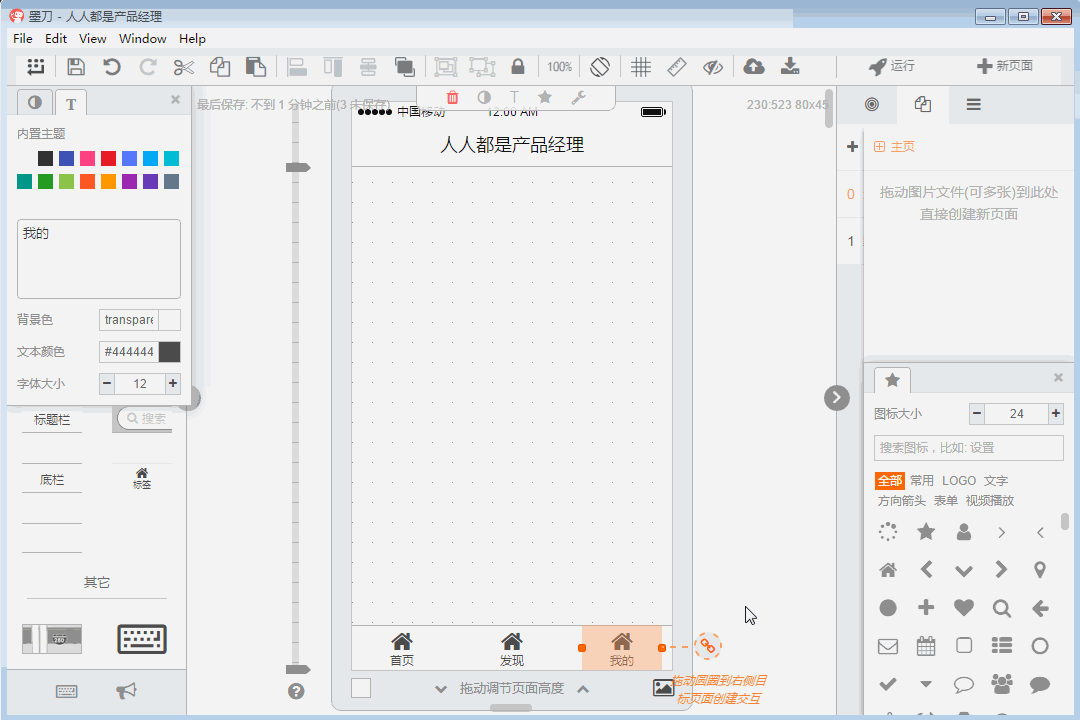 墨刀 - 人人都是产品经理
File Edit View Window Help
100%
运行
新页面
T
最后保存: 不到 1 分钟之前(3 未保存)
T
230:523 80x45
内置主题
中国移动
12:00 AM
人人都是产品经理
主页
0
拖动图片文件(可多张)到此处
直接创建新页面
1
我的
背景色
transpare
文本颜色
#444444
字体大小
12
标题栏
搜索
底栏
标签
其它
280
首页
发现
我的
拖动调节页面高度
拖动圆圈到右侧目
标页面创建交互
图标大小
24
搜索图标，比如: 设置
全部 常用 LOGO 文字
方向箭头 表单 视频播放